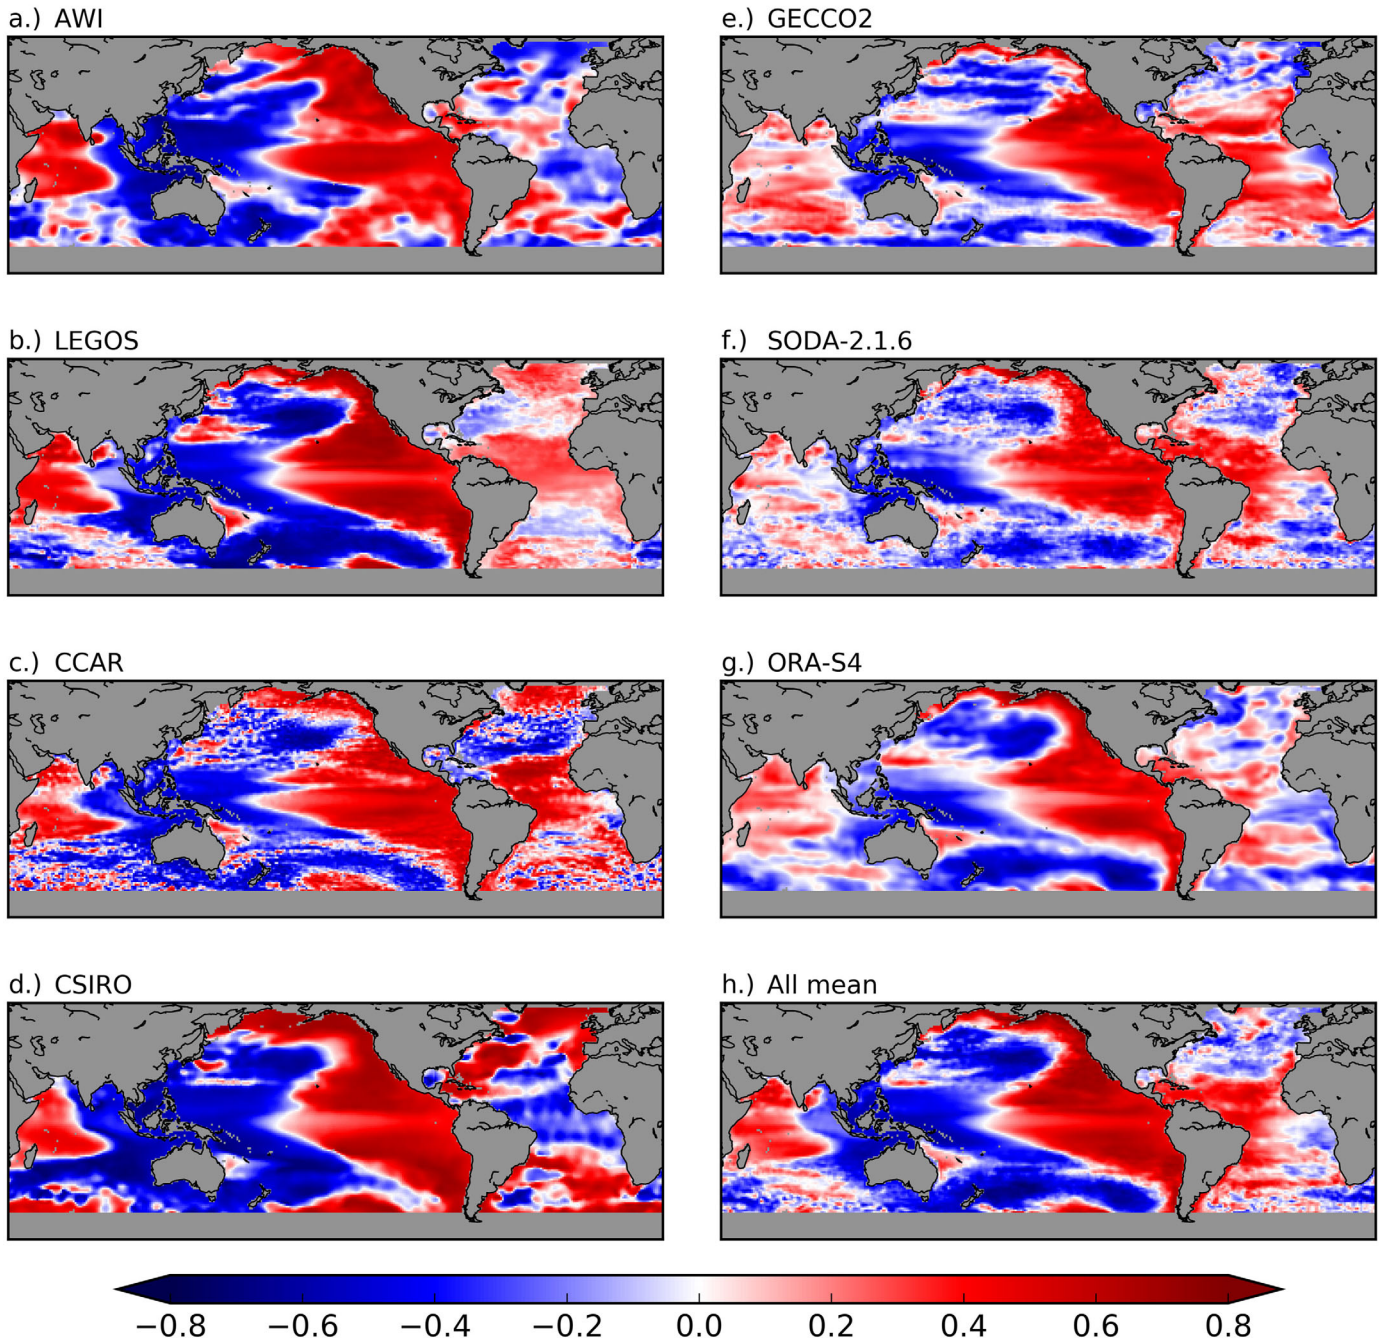 a.) AWI
e.) GECCO2
b.) LEGOS
f.) SODA-2.1.6
c.) CCAR
g.) ORA-S4
d.) CSIRO
h.) All mean
−0.8 −0.6 −0.4 −0.2 0.0 0.2 0.4 0.6 0.8